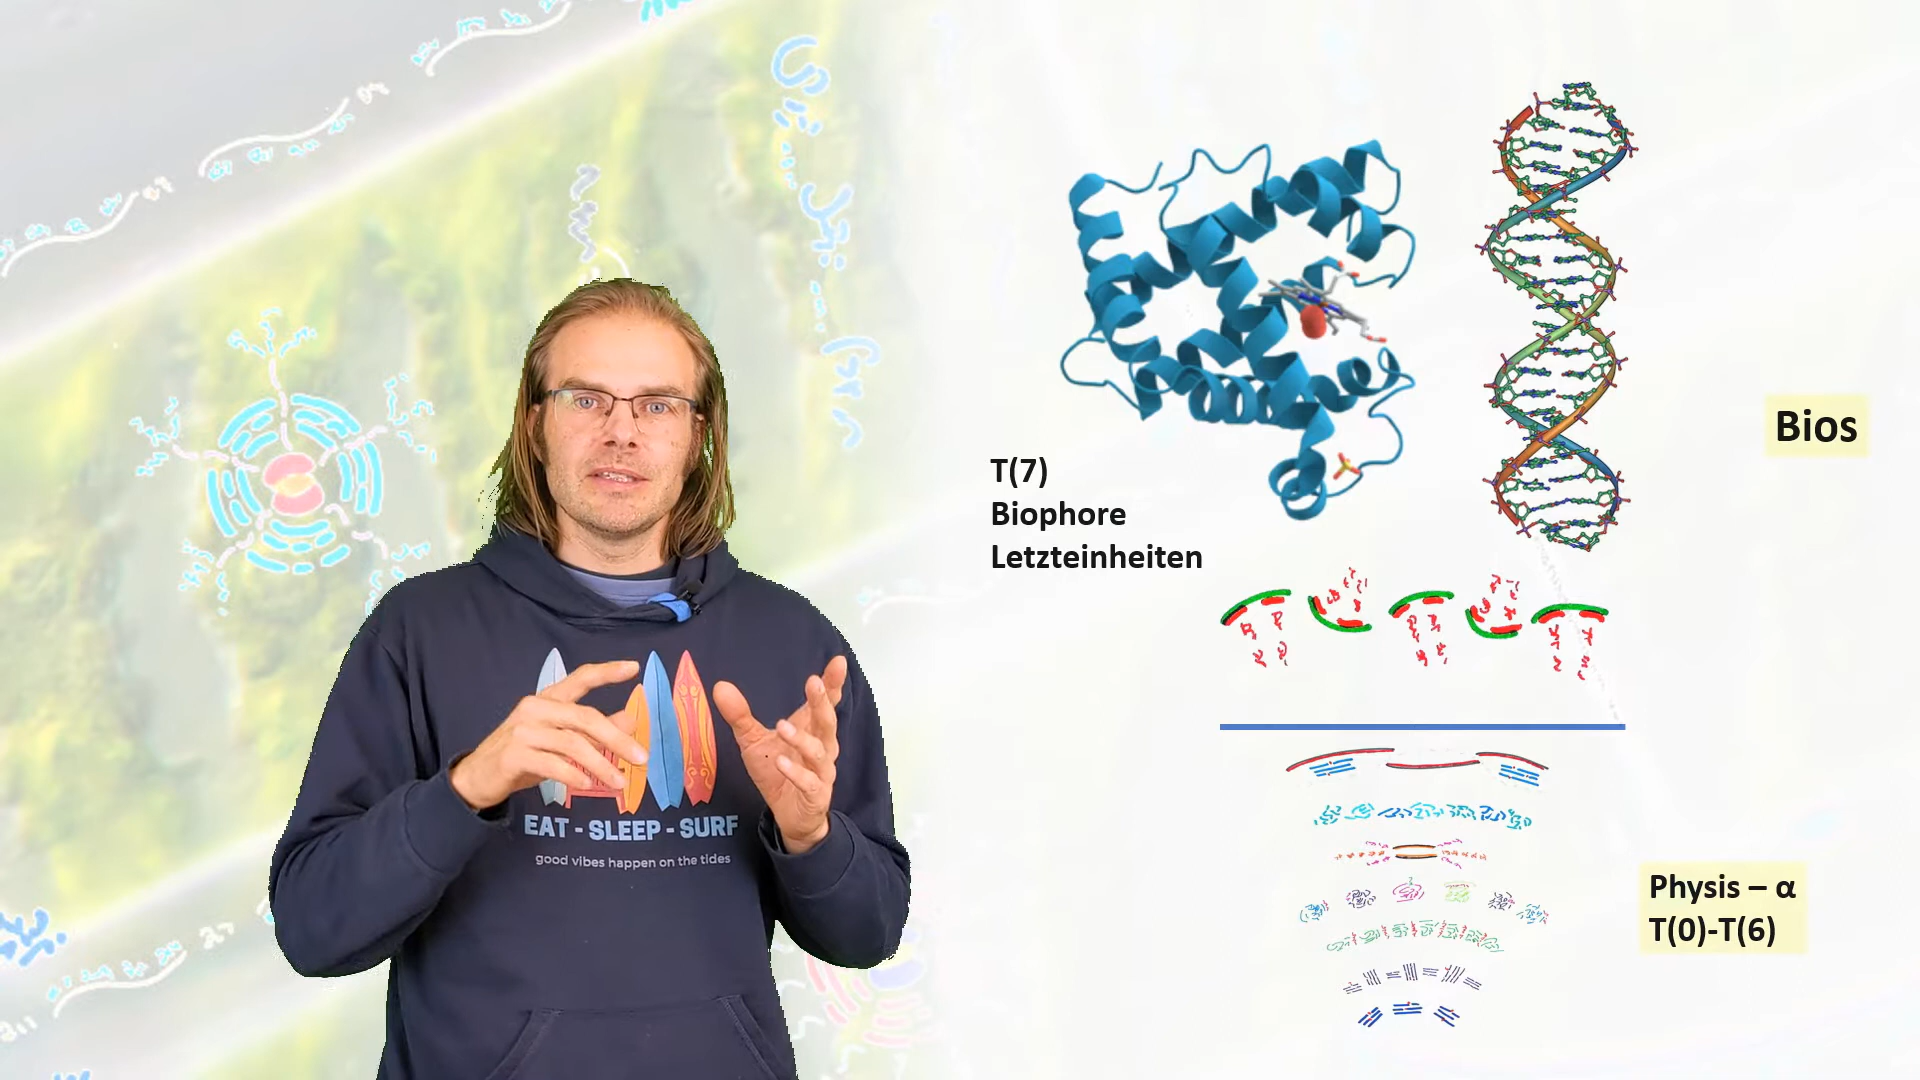 T(7)
Biophore
Letzteinheiten
Bios
Physis – α
T(0)-T(6)
EAT - SLEEP - SURF
good vibes happen on the tides